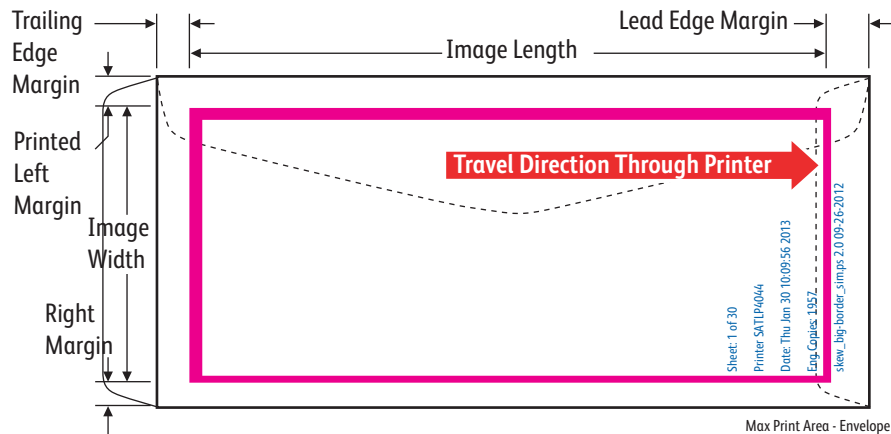 Trailing
Edge
Margin
Lead Edge Margin
Image Length
Printed
Left
Margin
Travel Direction Through Printer
Image
Width
Right
Margin
Sheet: 1 of 30
Printer SATLP4044
Date: Thu Jan 30 10:09:56 2013
Eng Copies: 1957
skew_big-border_sim.ps 2.0 09-26-2012
Max Print Area - Envelope